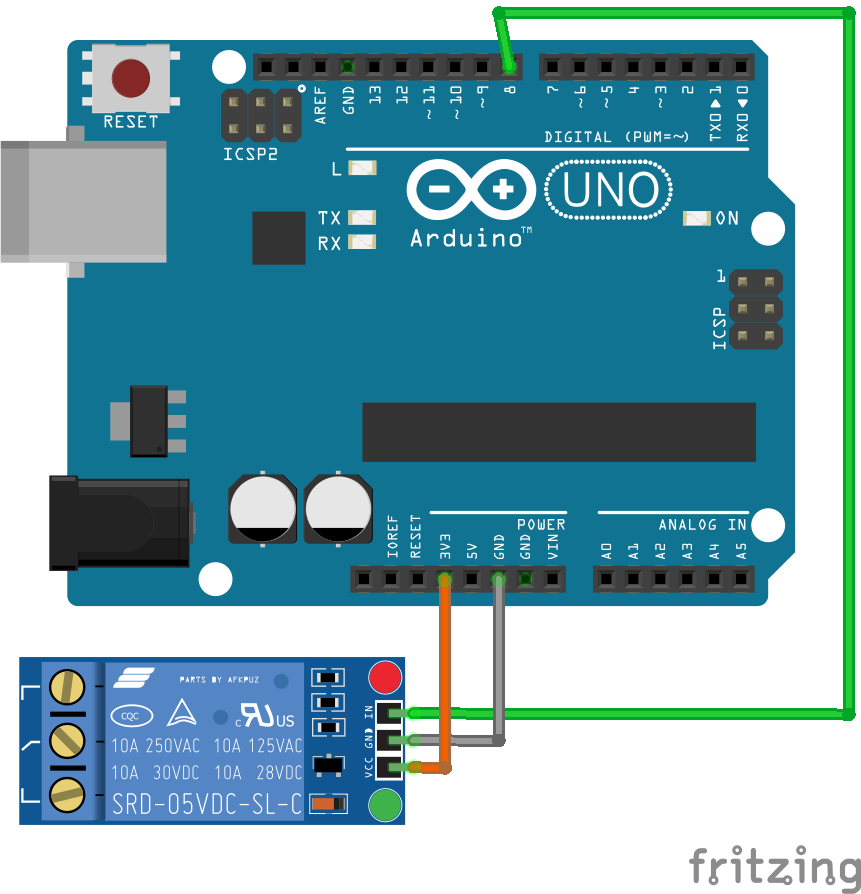 RESET
ICSP2
AREF
GND
13
12
~11
~10
~9
8
7
~6
~5
4
~3
2
TX0▶1
RX0◀0
DIGITAL (PWM=~)
L
TX
RX
UNO
Arduino™
ON
1
ICSP
POWER
ANALOG IN
IOREF
RESET
3V3
5V
GND
GND
VIN
A0
A1
A2
A3
A4
A5
PARTS BY AFKPUZ
CQC
c US
IN
GND
VCC
10A 250VAC 10A 125VAC
10A 30VDC 10A 28VDC
SRD-05VDC-SL-C
fritzing